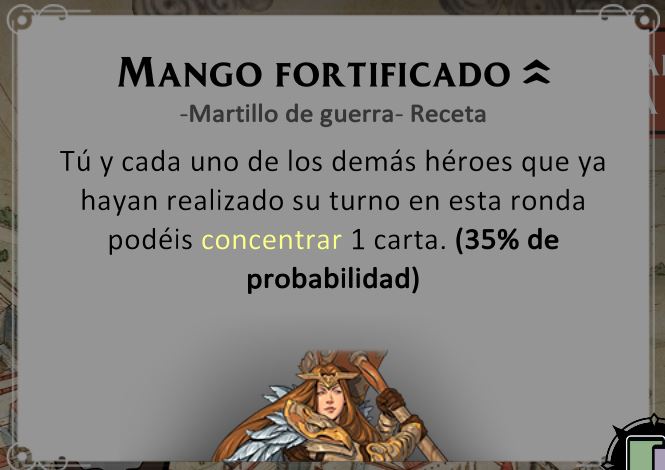 Mango fortificado
-Martillo de guerra- Receta
Tú y cada uno de los demás héroes que ya
hayan realizado su turno en esta ronda
podéis concentrar 1 carta. (35% de
probabilidad)